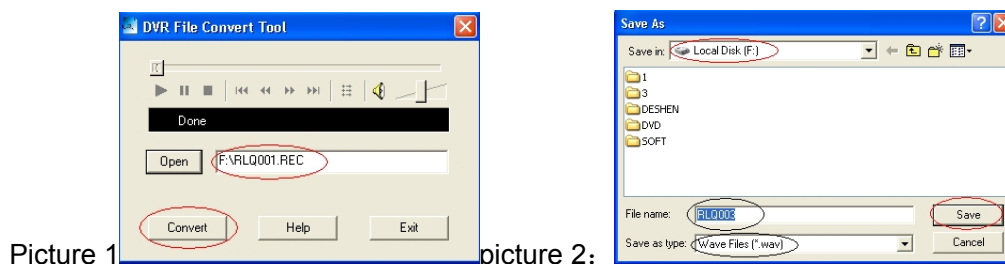 DVR File Convert Tool
Done
Open F:\RLQ001.REC
Convert Help Exit
Picture 1
picture 2：
Save As
Save in: Local Disk (F:)
1
3
DESHEN
DVD
SOFT
File name: RLQ003 Save
Save as type: Wave Files (*.wav) Cancel